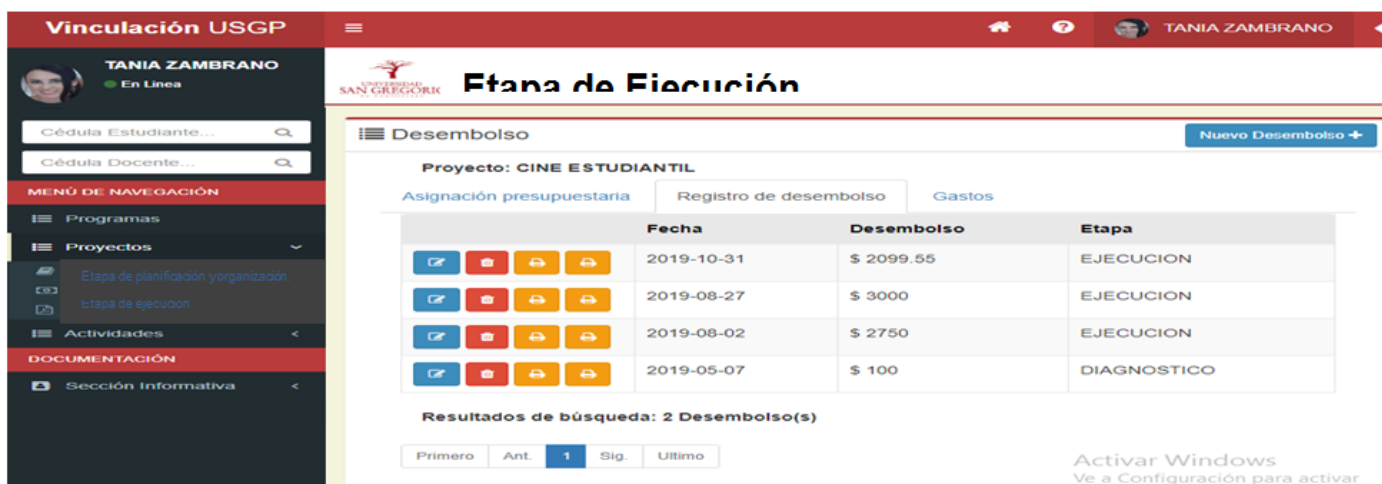 Vinculación USGP
TANIA ZAMBRANO
TANIA ZAMBRANO
En Linea
UNIVERSIDAD
SAN GREGORIO
Etapa de Ejecución
Cédula Estudiante...
Cédula Docente...
MENÚ DE NAVEGACIÓN
Programas
Proyectos
Etapa de planificación yorganización.
Etapa de ejecucion
Actividades
DOCUMENTACIÓN
Sección Informativa
Desembolso
Nuevo Desembolso +
Proyecto: CINE ESTUDIANTIL
Asignación presupuestaria Registro de desembolso Gastos
Fecha Desembolso Etapa
2019-10-31 $ 2099.55 EJECUCION
2019-08-27 $ 3000 EJECUCION
2019-08-02 $ 2750 EJECUCION
2019-05-07 $ 100 DIAGNOSTICO
Resultados de búsqueda: 2 Desembolso(s)
Primero Ant. 1 Sig. Ultimo
Activar Windows
Ve a Configuración para activar